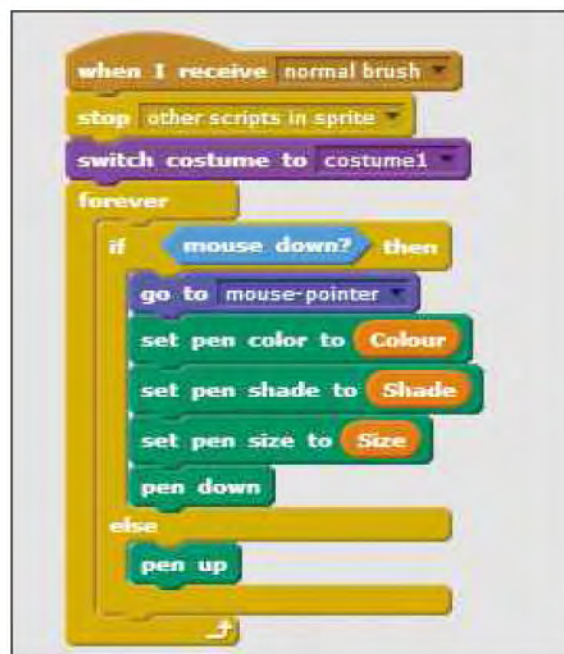 when I receive normal brush
stop other scripts in sprite
switch costume to costume1
forever
if mouse down? then
go to mouse-pointer
set pen color to Colour
set pen shade to Shade
set pen size to Size
pen down
else
pen up